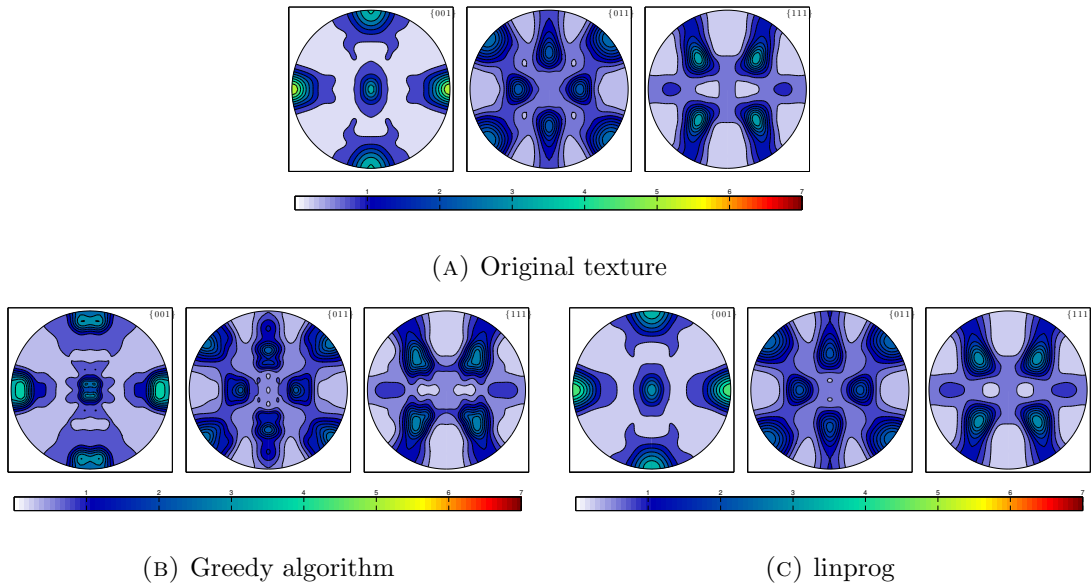 {001} {011} {111}
1 2 3 4 5 6 7
(A) Original texture
{001} {011} {111} {001} {011} {111}
1 2 3 4 5 6 7 1 2 3 4 5 6 7
(B) Greedy algorithm
(C) linprog